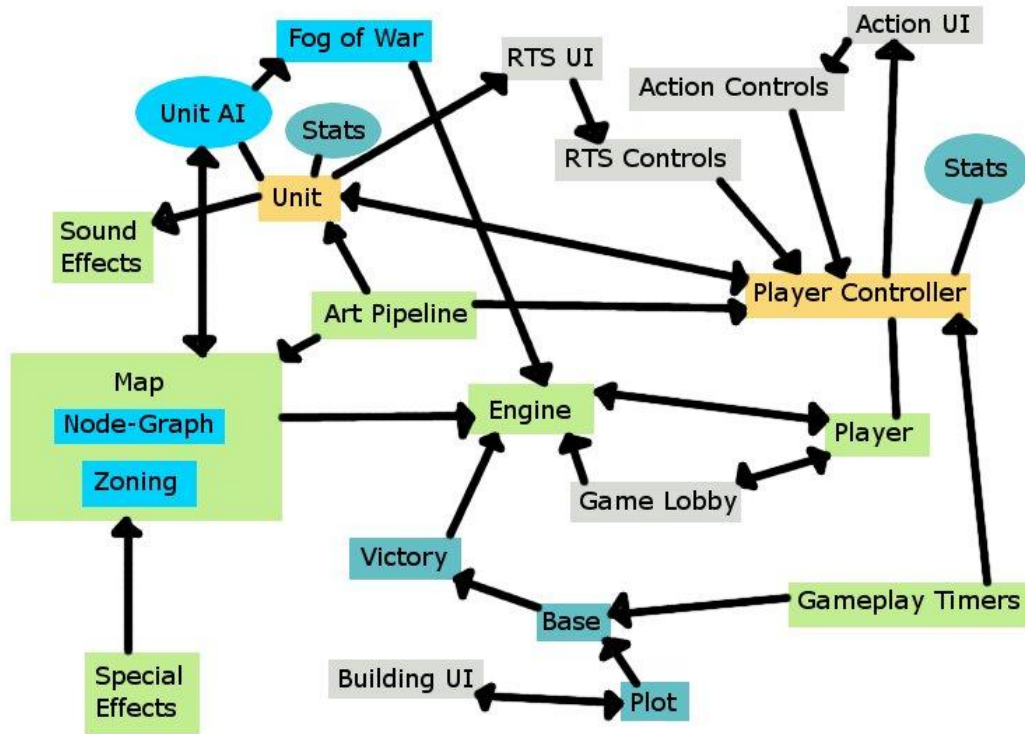 Fog of War
Action UI
RTS UI
Action Controls
Unit AI
Stats
RTS Controls
Stats
Unit
Sound
Effects
Player Controller
Art Pipeline
Map
Node-Graph
Zoning
Engine
Player
Game Lobby
Victory
Gameplay Timers
Base
Building UI
Plot
Special
Effects